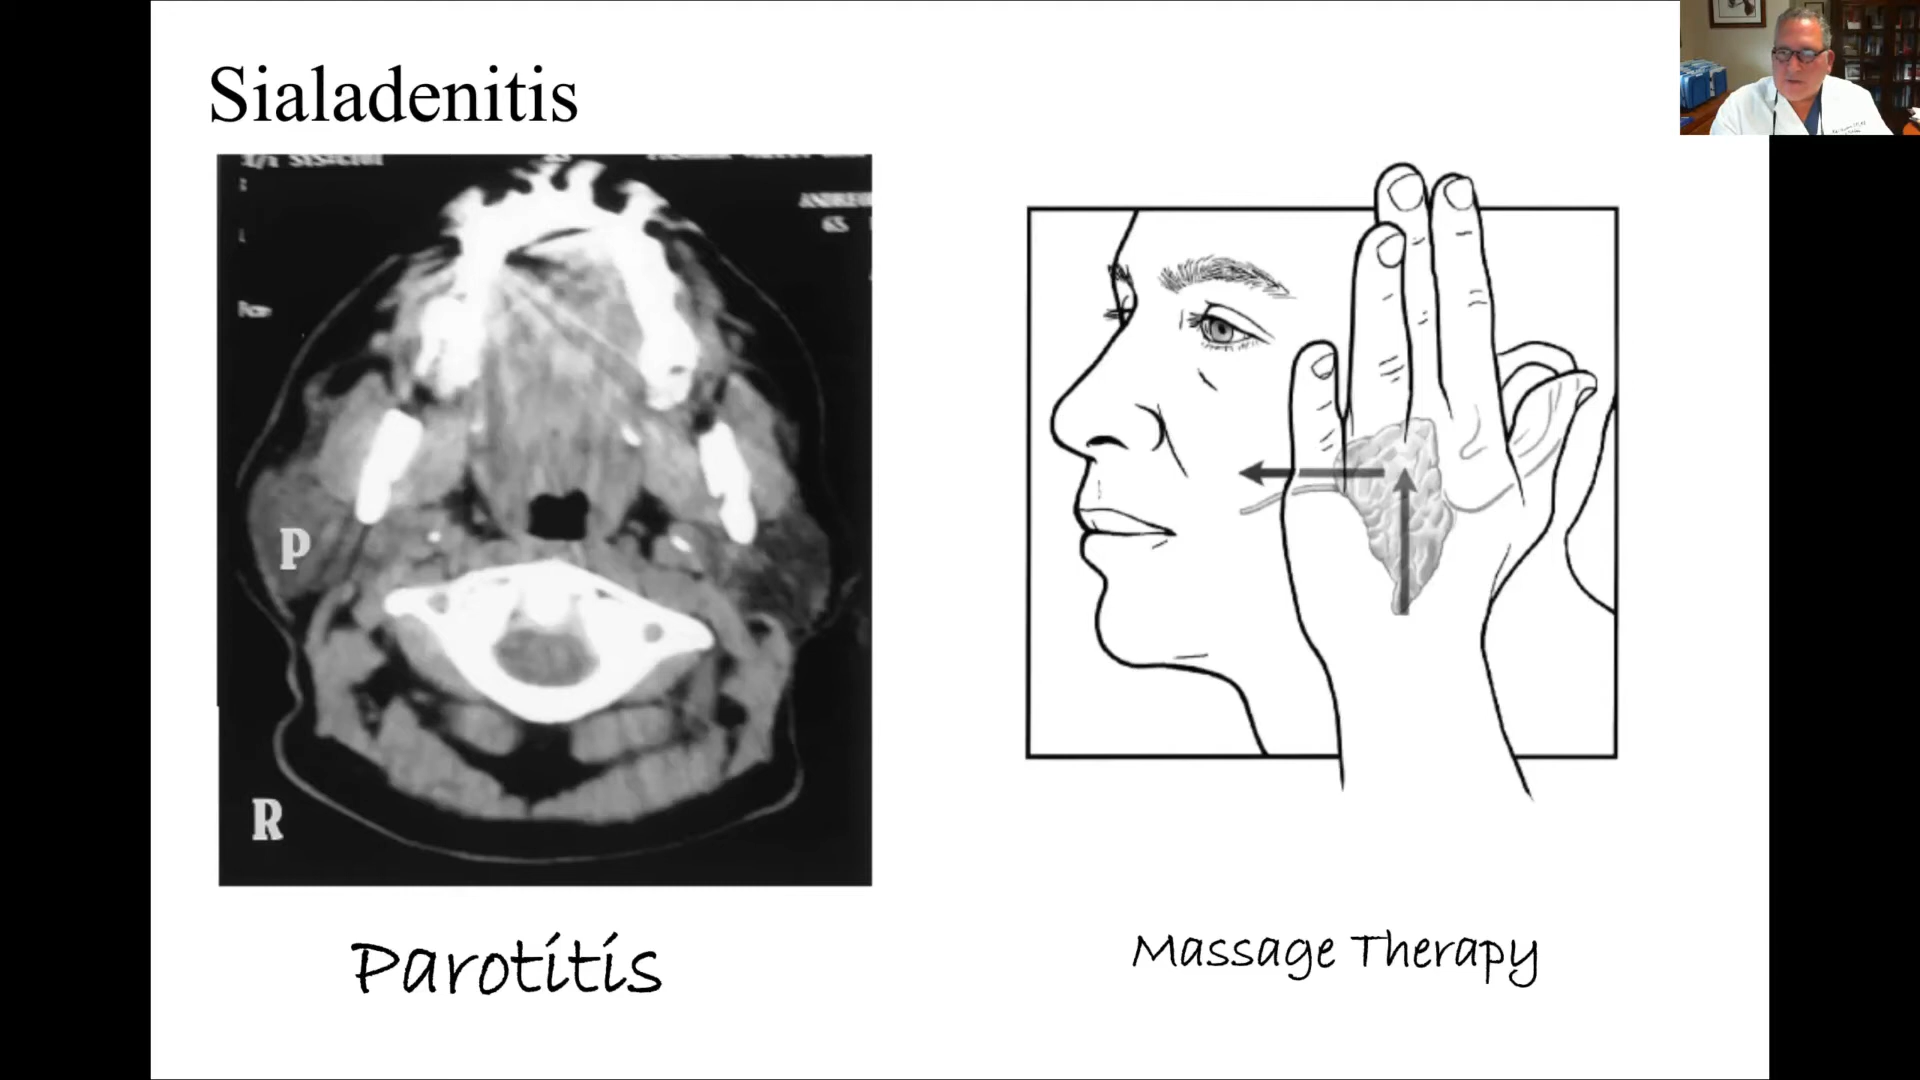 Sialadenitis
P
R
Parotitis
Massage Therapy